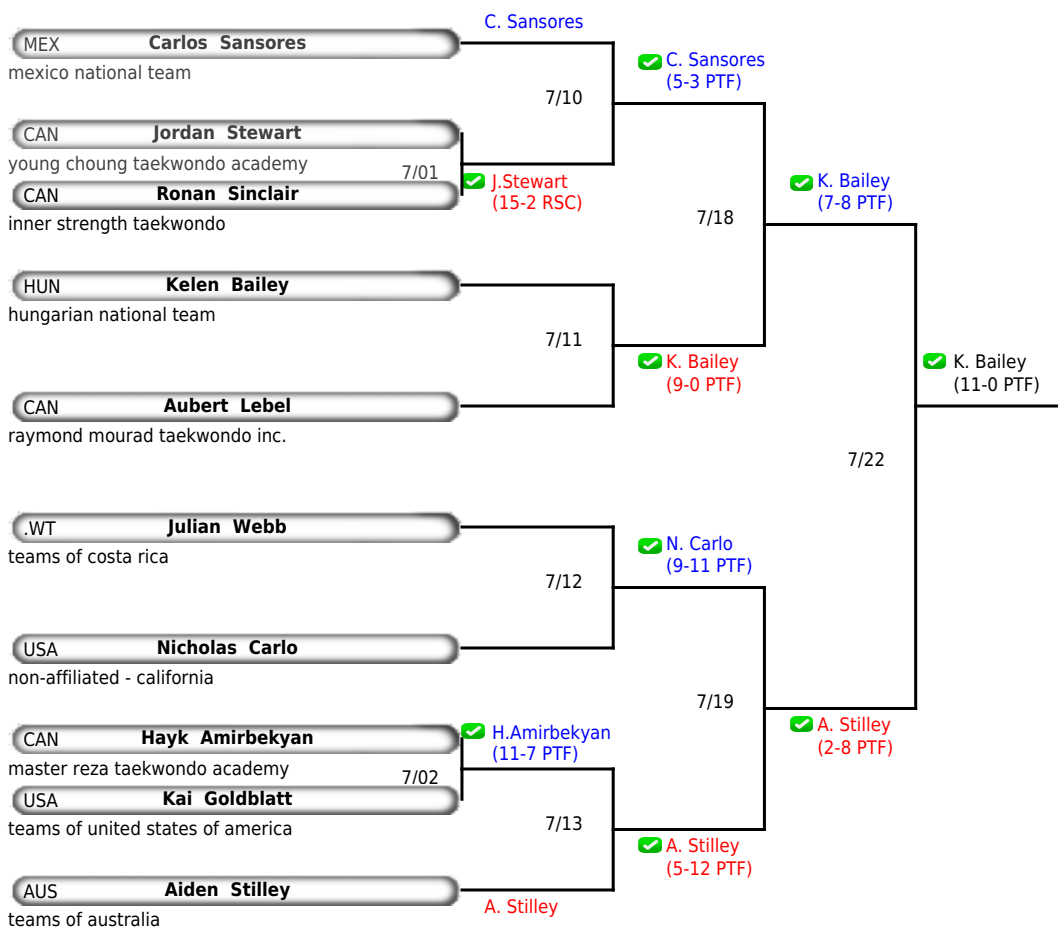 C. Sansores
MEX Carlos Sansores
mexico national team
C. Sansores
(5-3 PTF)
7/10
CAN Jordan Stewart
young choung taekwondo academy
7/01
J.Stewart
(15-2 RSC)
CAN Ronan Sinclair
inner strength taekwondo
K. Bailey
(7-8 PTF)
7/18
HUN Kelen Bailey
hungarian national team
7/11
K. Bailey
(9-0 PTF)
K. Bailey
(11-0 PTF)
CAN Aubert Lebel
raymond mourad taekwondo inc.
7/22
.WT Julian Webb
teams of costa rica
N. Carlo
(9-11 PTF)
7/12
USA Nicholas Carlo
non-affiliated - california
7/19
CAN Hayk Amirbekyan
master reza taekwondo academy
H.Amirbekyan
(11-7 PTF)
A. Stilley
(2-8 PTF)
7/02
USA Kai Goldblatt
teams of united states of america
7/13
A. Stilley
(5-12 PTF)
AUS Aiden Stilley
teams of australia
A. Stilley